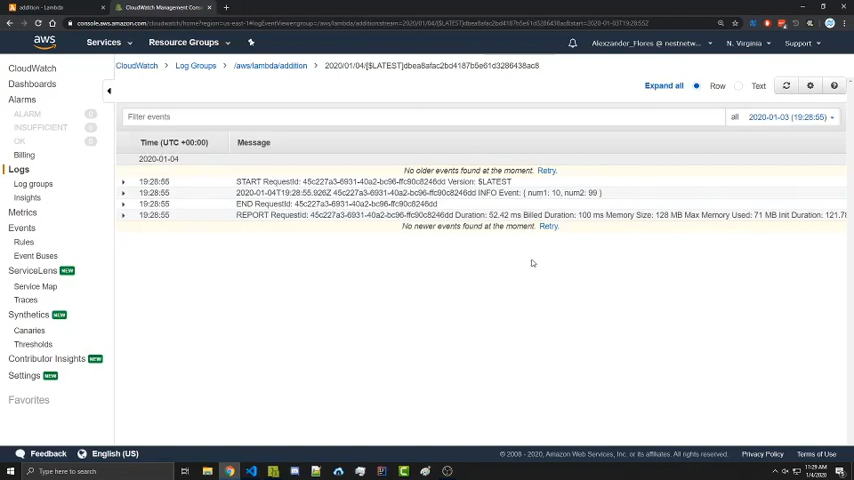 addition - Lambda
CloudWatch Management Cons
console.aws.amazon.com/cloudwatch/home?region=us-east-1#logEventViewer:group=/aws/lambda/addition;stream=2020/01/04/[$LATEST]dbea8afac2bd4187b5e61d3286438ac8;start=2020-01-03T19:28:55Z
aws
Services
Resource Groups
Alexzander_Flores @ nestnetw...
N. Virginia
Support
CloudWatch
Dashboards
Alarms
ALARM 0
INSUFFICIENT 0
OK 0
Billing
Logs
Log groups
Insights
Metrics
Events
Rules
Event Buses
ServiceLens NEW
Service Map
Traces
Synthetics NEW
Canaries
Thresholds
Contributor Insights NEW
Settings NEW
Favorites
CloudWatch
Log Groups
/aws/lambda/addition
2020/01/04/[$LATEST]dbea8afac2bd4187b5e61d3286438ac8
Expand all
Row
Text
Filter events
all
2020-01-03 (19:28:55)
Time (UTC +00:00)
Message
2020-01-04
No older events found at the moment. Retry.
19:28:55 START RequestId: 45c227a3-6931-40a2-bc96-ffc90c8246dd Version: $LATEST
19:28:55 2020-01-04T19:28:55.926Z 45c227a3-6931-40a2-bc96-ffc90c8246dd INFO Event: { num1: 10, num2: 99 }
19:28:55 END RequestId: 45c227a3-6931-40a2-bc96-ffc90c8246dd
19:28:55 REPORT RequestId: 45c227a3-6931-40a2-bc96-ffc90c8246dd Duration: 52.42 ms Billed Duration: 100 ms Memory Size: 128 MB Max Memory Used: 71 MB Init Duration: 121.78
No newer events found at the moment. Retry.
Feedback
English (US)
© 2008 - 2020, Amazon Web Services, Inc. or its affiliates. All rights reserved.
Privacy Policy
Terms of Use
Type here to search
11:29 AM
1/4/2020